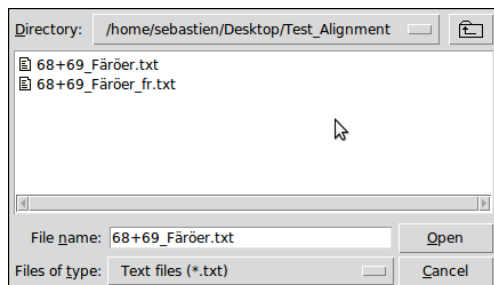 Directory: /home/sebastien/Desktop/Test_Alignment
68+69_Färöer.txt
68+69_Färöer_fr.txt
File name: 68+69_Färöer.txt Open
Files of type: Text files (*.txt) Cancel